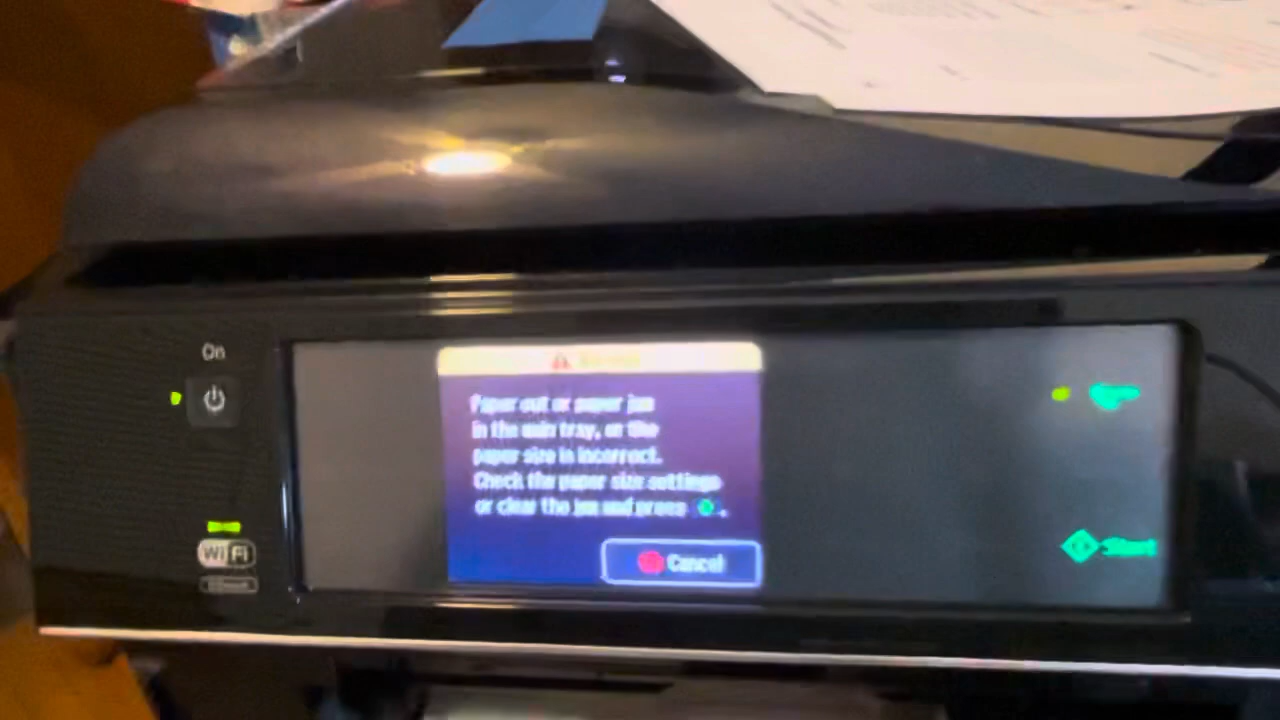 On
Paper out or paper jam
in the main tray, or the
paper size is incorrect.
Check the paper size settings
or clear the jam and press .
Cancel
Wi Fi
Start